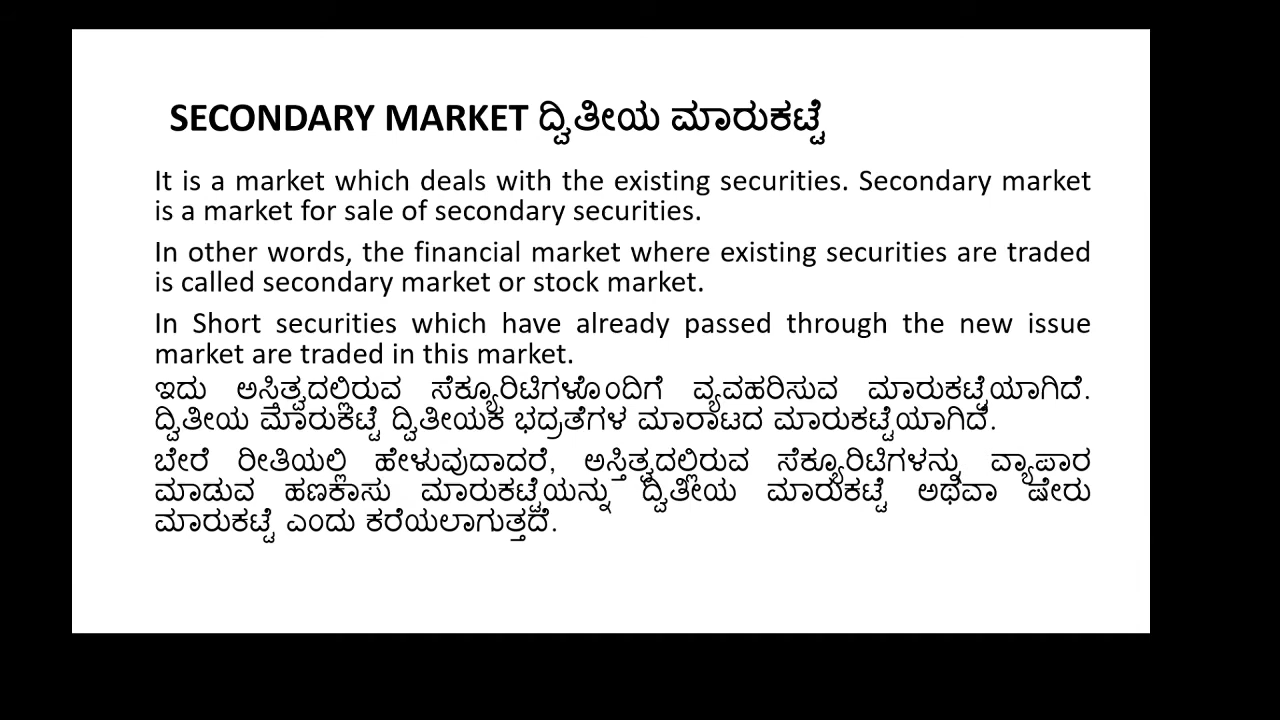 SECONDARY MARKET ದ್ವಿತೀಯ ಮಾರುಕಟ್ಟೆ
It is a market which deals with the existing securities. Secondary market
is a market for sale of secondary securities.
In other words, the financial market where existing securities are traded
is called secondary market or stock market.
In Short securities which have already passed through the new issue
market are traded in this market.
ಇದು ಅಸ್ತಿತ್ವದಲ್ಲಿರುವ ಸೆಕ್ಯೂರಿಟಿಗಳೊಂದಿಗೆ ವ್ಯವಹರಿಸುವ ಮಾರುಕಟ್ಟೆಯಾಗಿದೆ.
ದ್ವಿತೀಯ ಮಾರುಕಟ್ಟೆ ದ್ವಿತೀಯಕ ಭದ್ರತೆಗಳ ಮಾರಾಟದ ಮಾರುಕಟ್ಟೆಯಾಗಿದೆ.
ಬೇರೆ ರೀತಿಯಲ್ಲಿ ಹೇಳುವುದಾದರೆ, ಅಸ್ತಿತ್ವದಲ್ಲಿರುವ ಸೆಕ್ಯೂರಿಟಿಗಳನ್ನು ವ್ಯಾಪಾರ
ಮಾಡುವ ಹಣಕಾಸು ಮಾರುಕಟ್ಟೆಯನ್ನು ದ್ವಿತೀಯ ಮಾರುಕಟ್ಟೆ ಅಥವಾ ಷೇರು
ಮಾರುಕಟ್ಟೆ ಎಂದು ಕರೆಯಲಾಗುತ್ತದೆ.